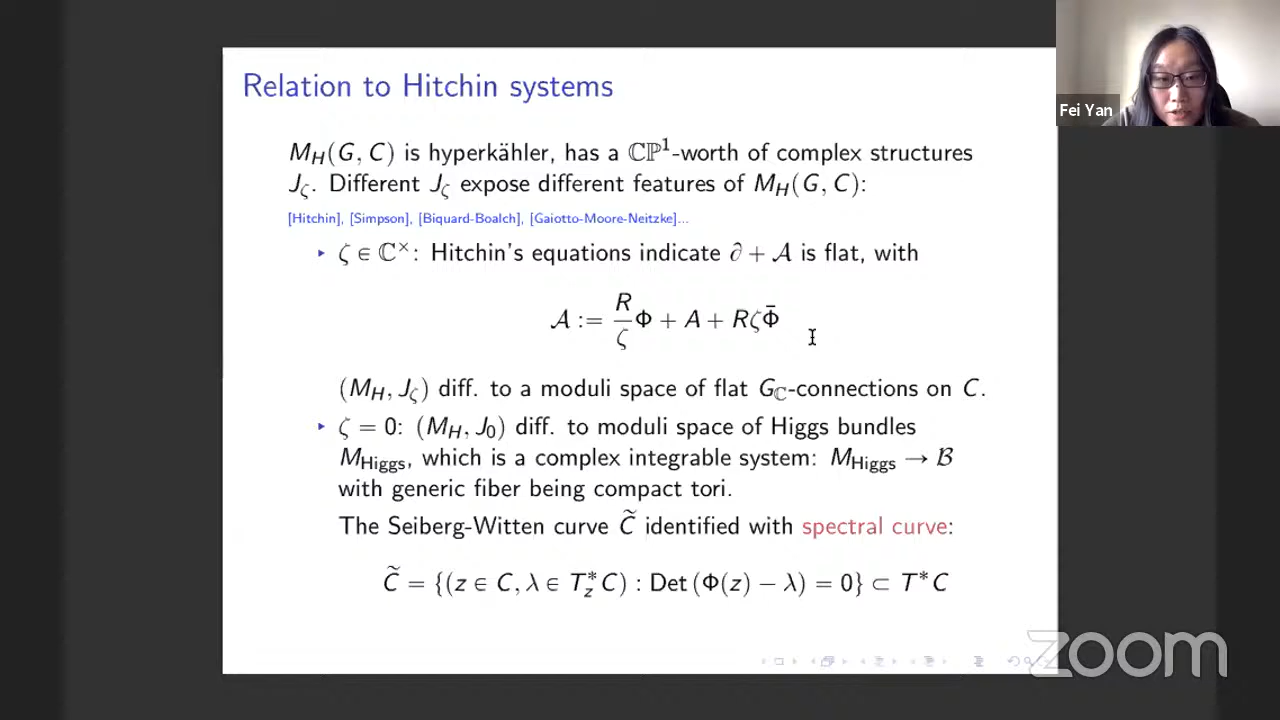 Relation to Hitchin systems
Fei Yan
M_H(G, C) is hyperkähler, has a ℂℙ¹-worth of complex structures
J_ζ. Different J_ζ expose different features of M_H(G, C):
[Hitchin], [Simpson], [Biquard-Boalch], [Gaiotto-Moore-Neitzke]...
▸ ζ ∈ ℂ^×: Hitchin's equations indicate ∂ + 𝒜 is flat, with
𝒜 := R/ζ Φ + A + RζΦ̄
(M_H, J_ζ) diff. to a moduli space of flat G_ℂ-connections on C.
▸ ζ = 0: (M_H, J_0) diff. to moduli space of Higgs bundles
M_Higgs, which is a complex integrable system: M_Higgs → ℬ
with generic fiber being compact tori.
The Seiberg-Witten curve C̃ identified with spectral curve:
C̃ = {(z ∈ C, λ ∈ T_z^*C) : Det (Φ(z) − λ) = 0} ⊂ T^*C
zoom